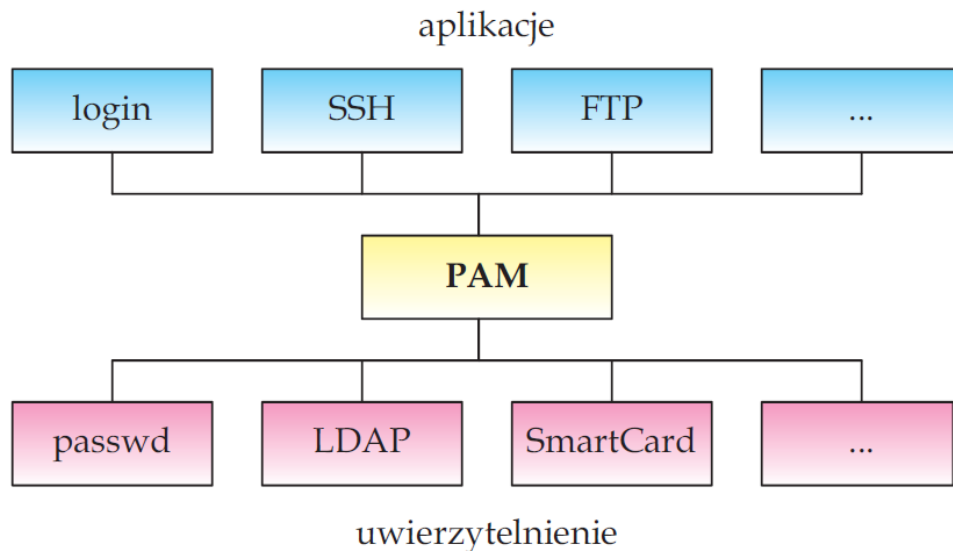 aplikacje
login SSH FTP ...
PAM
passwd LDAP SmartCard ...
uwierzytelnienie